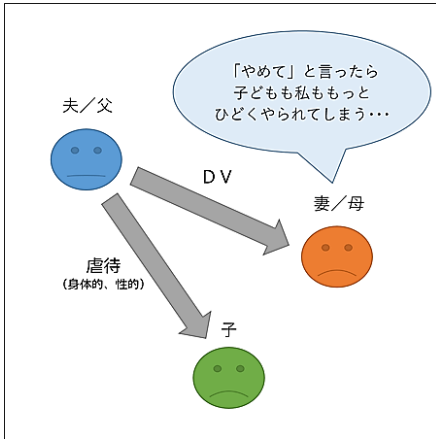 「やめて」と言ったら
子どもも私ももっと
ひどくやられてしまう･･･
夫／父
ＤＶ
妻／母
虐待
（身体的、性的）
子